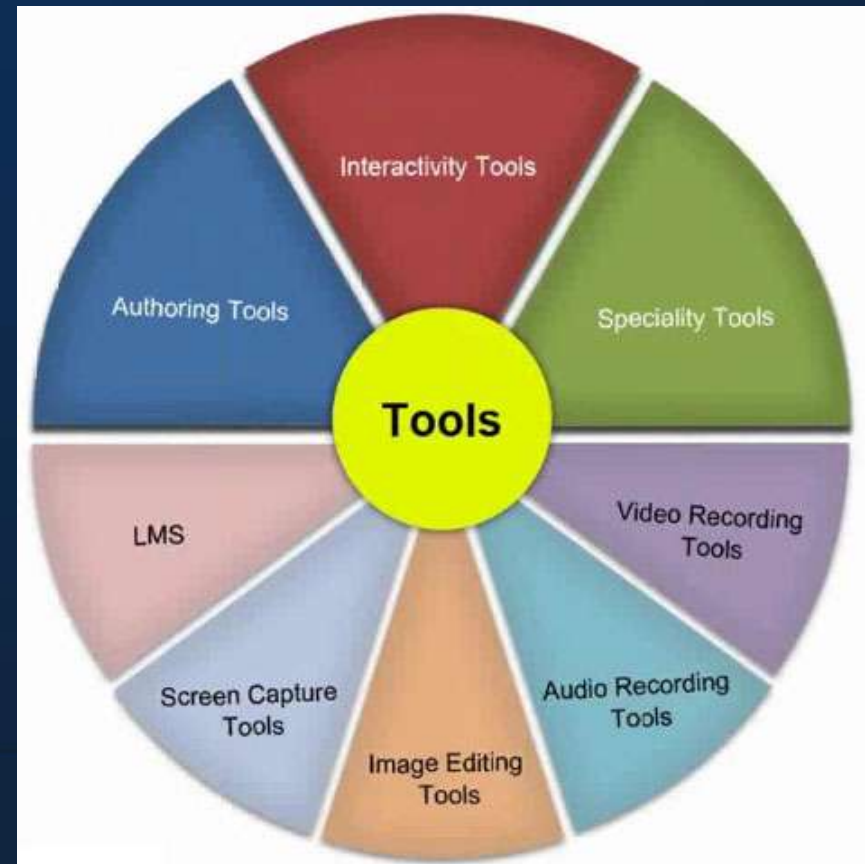 Interactivity Tools
Authoring Tools
Speciality Tools
Tools
LMS
Video Recording
Tools
Screen Capture
Tools
Audio Recording
Tools
Image Editing
Tools